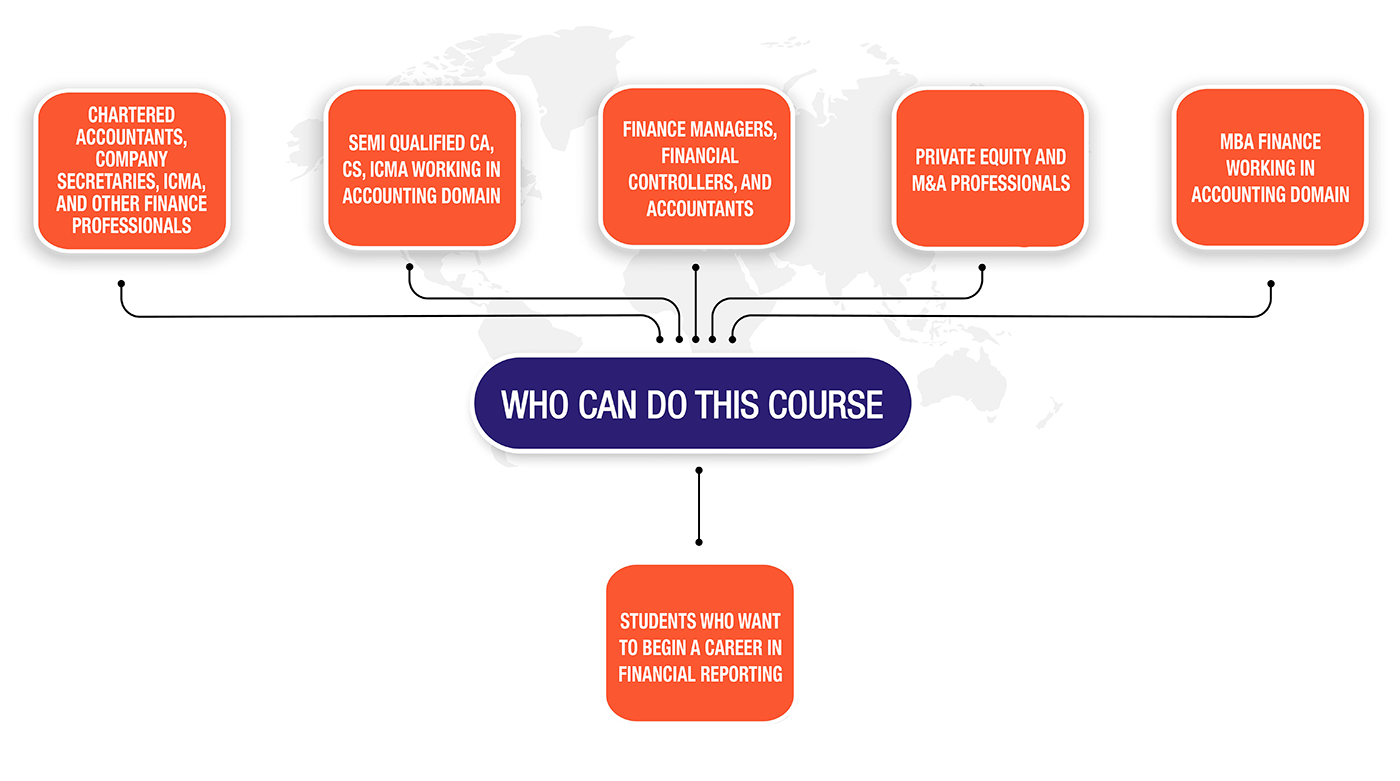 CHARTERED
ACCOUNTANTS,
COMPANY
SECRETARIES, ICMA,
AND OTHER FINANCE
PROFESSIONALS
SEMI QUALIFIED CA,
CS, ICMA WORKING IN
ACCOUNTING DOMAIN
FINANCE MANAGERS,
FINANCIAL
CONTROLLERS, AND
ACCOUNTANTS
PRIVATE EQUITY AND
M&A PROFESSIONALS
MBA FINANCE
WORKING IN
ACCOUNTING DOMAIN
WHO CAN DO THIS COURSE
STUDENTS WHO WANT
TO BEGIN A CAREER IN
FINANCIAL REPORTING